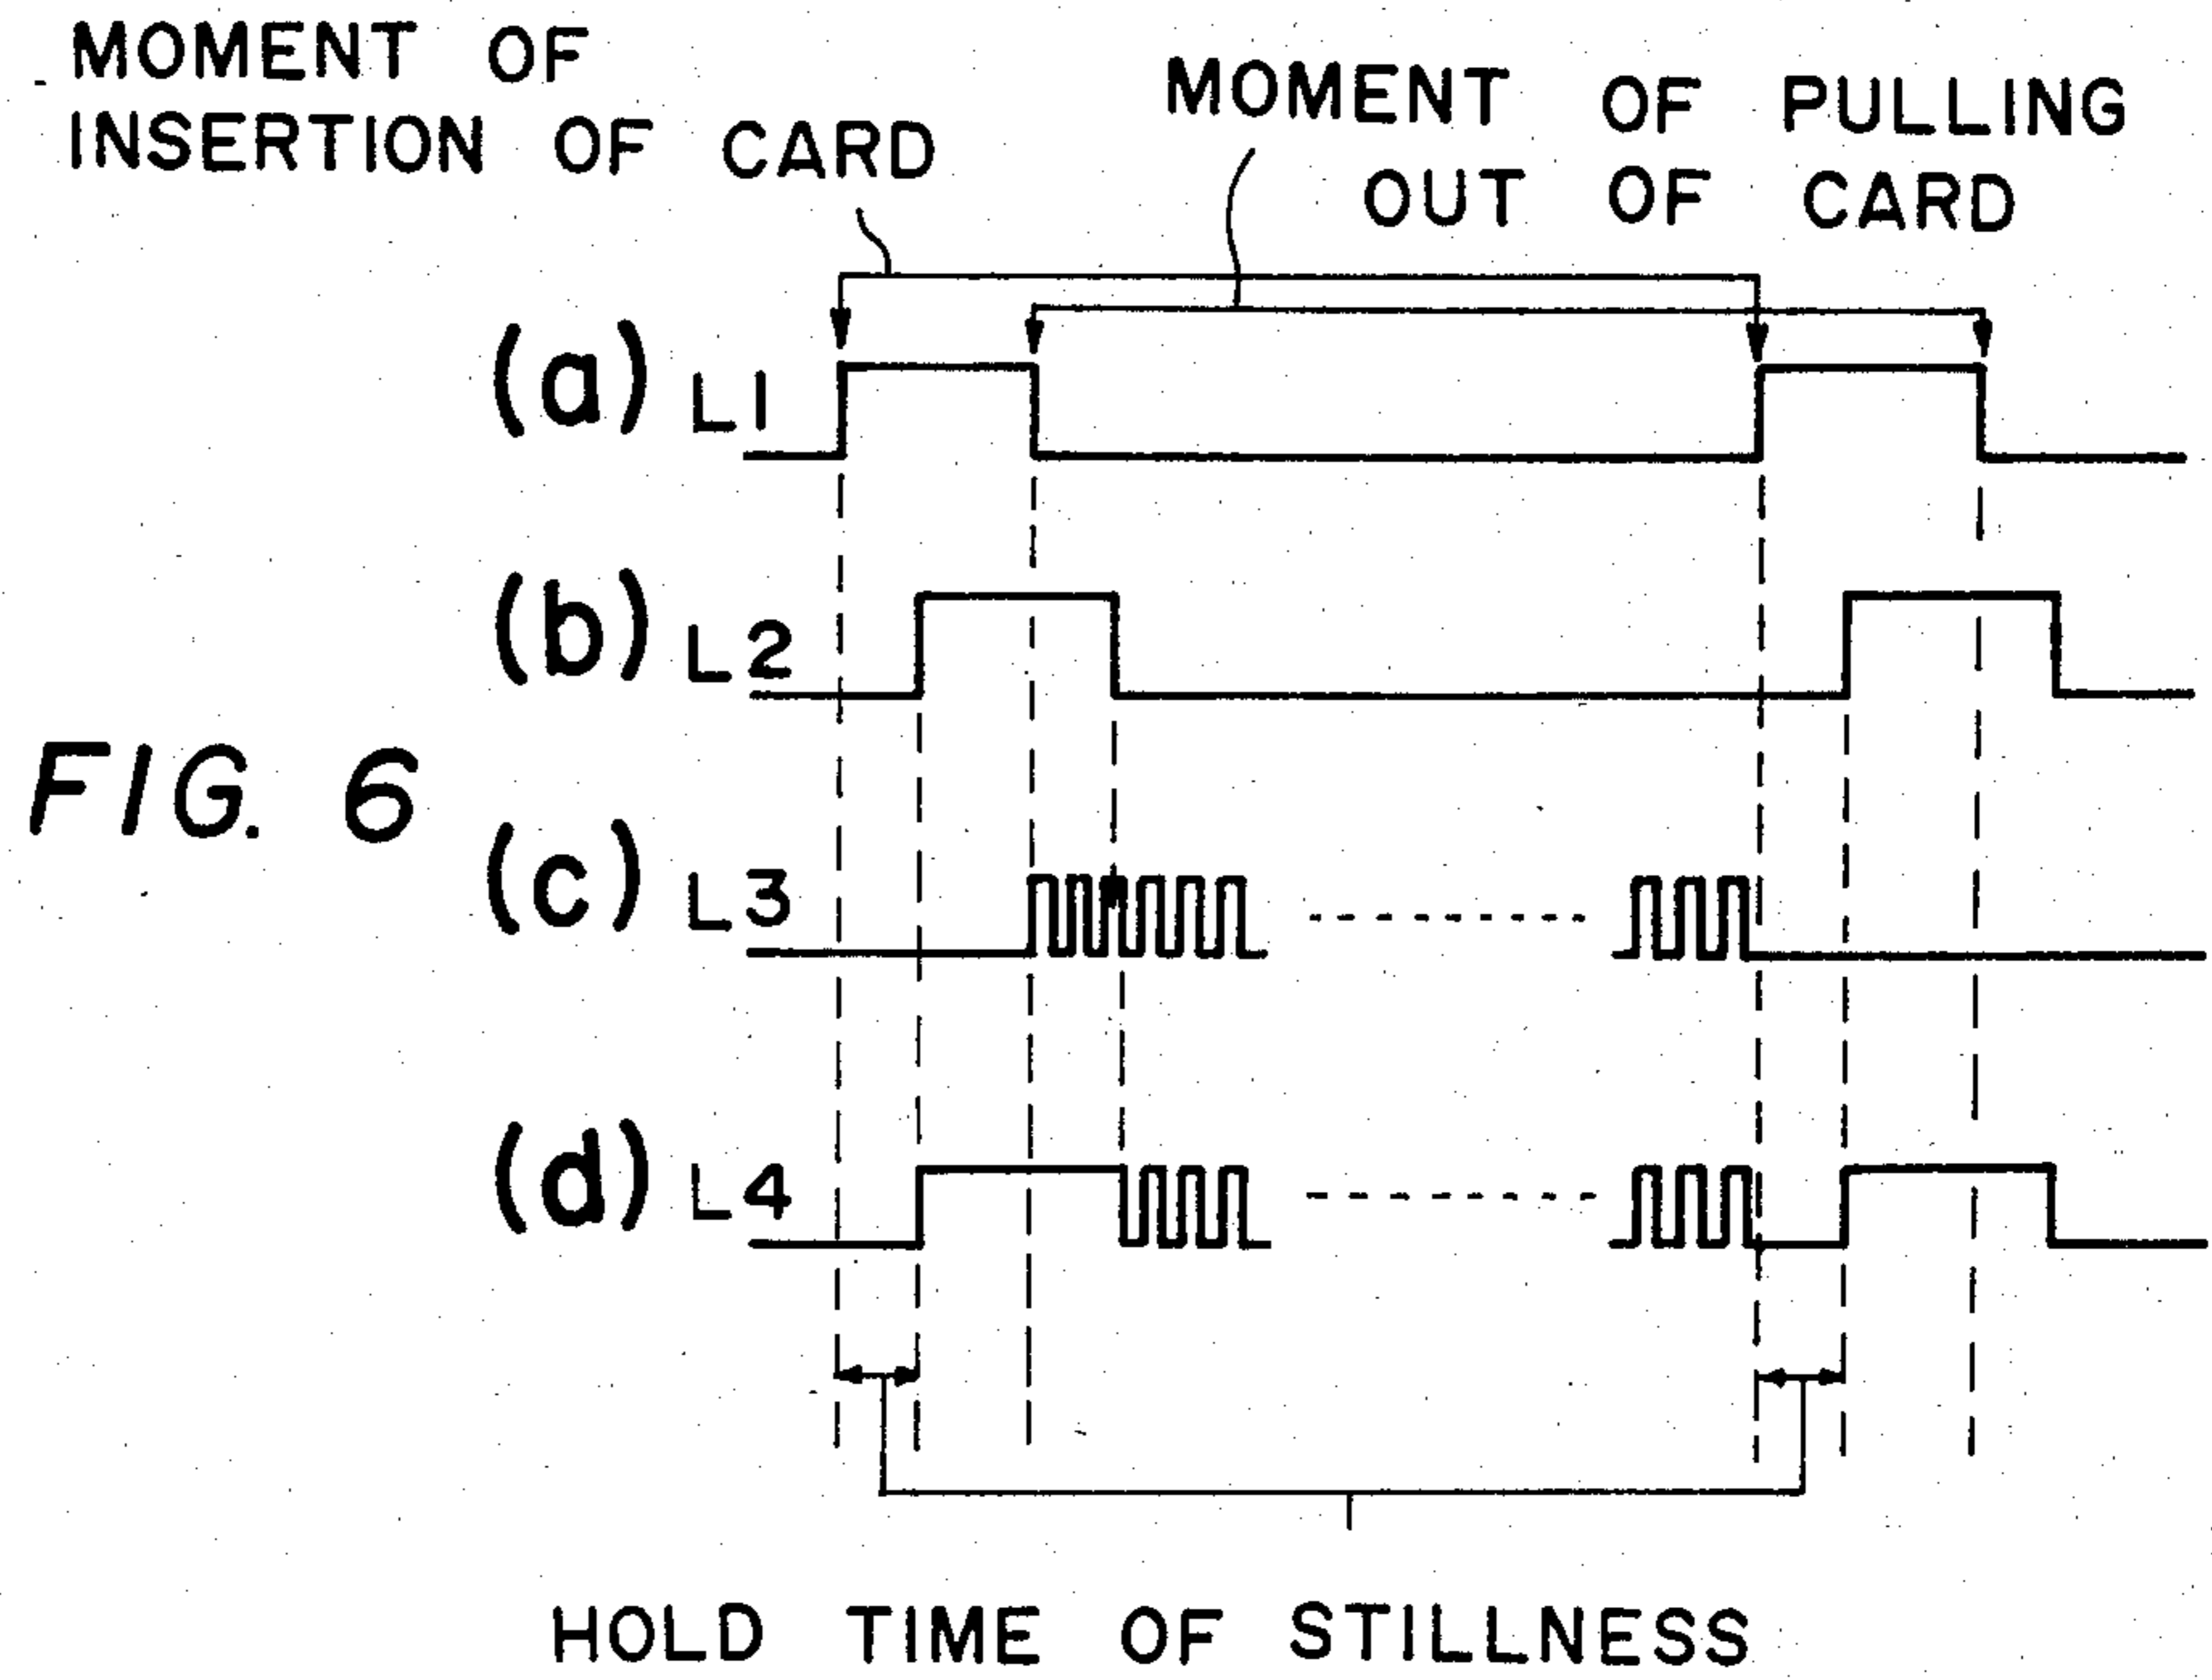 MOMENT OF
INSERTION OF CARD
MOMENT OF PULLING
OUT OF CARD
(a) L1
(b) L2
FIG. 6
(c) L3
(d) L4
HOLD TIME OF STILLNESS